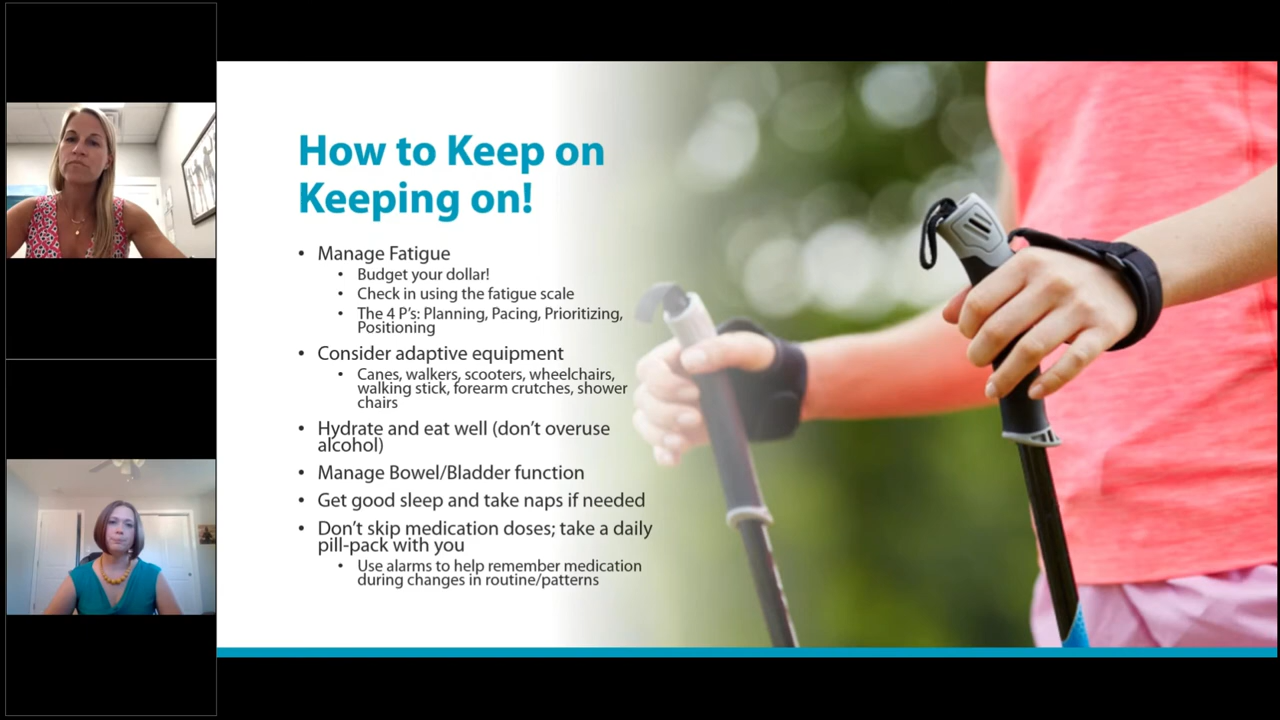 How to Keep on
Keeping on!
• Manage Fatigue
• Budget your dollar!
• Check in using the fatigue scale
• The 4 P's: Planning, Pacing, Prioritizing,
Positioning
• Consider adaptive equipment
• Canes, walkers, scooters, wheelchairs,
walking stick, forearm crutches, shower
chairs
• Hydrate and eat well (don't overuse
alcohol)
• Manage Bowel/Bladder function
• Get good sleep and take naps if needed
• Don't skip medication doses; take a daily
pill-pack with you
• Use alarms to help remember medication
during changes in routine/patterns